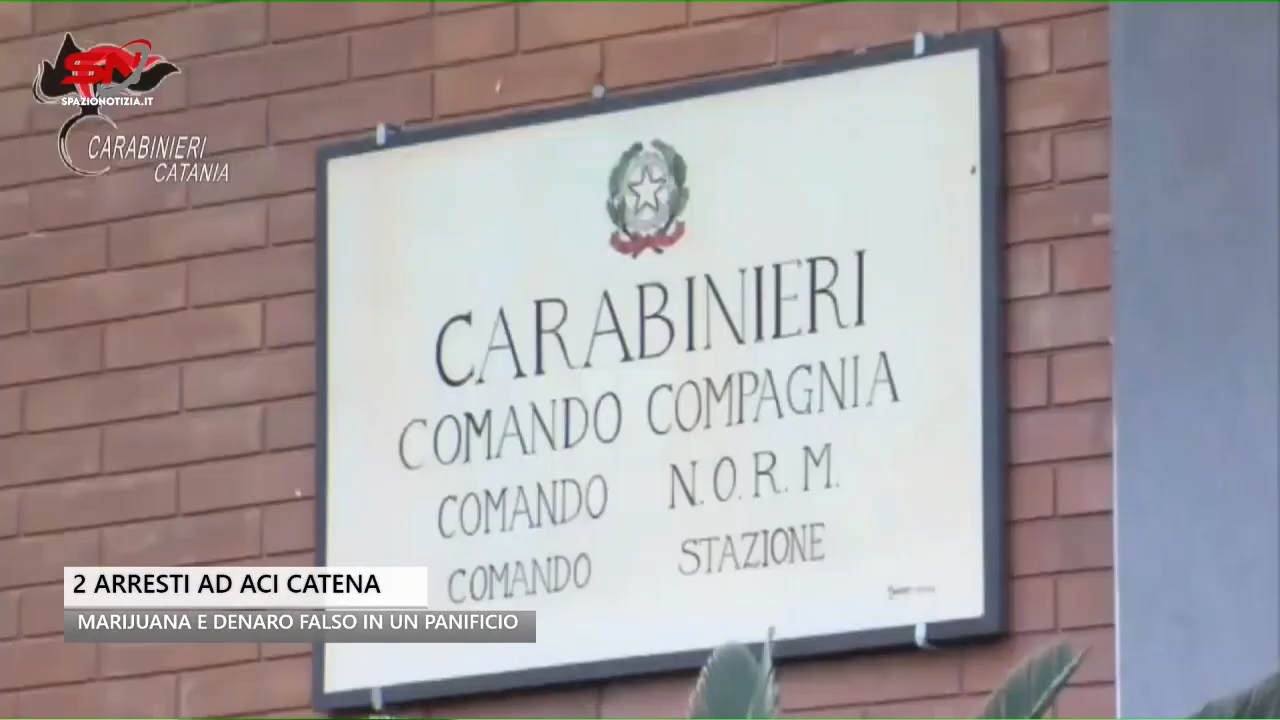 SN
SPAZIONOTIZIA.IT
CARABINIERI
CATANIA
CARABINIERI
COMANDO COMPAGNIA
COMANDO N.O.R.M.
COMANDO STAZIONE
2 ARRESTI AD ACI CATENA
MARIJUANA E DENARO FALSO IN UN PANIFICIO